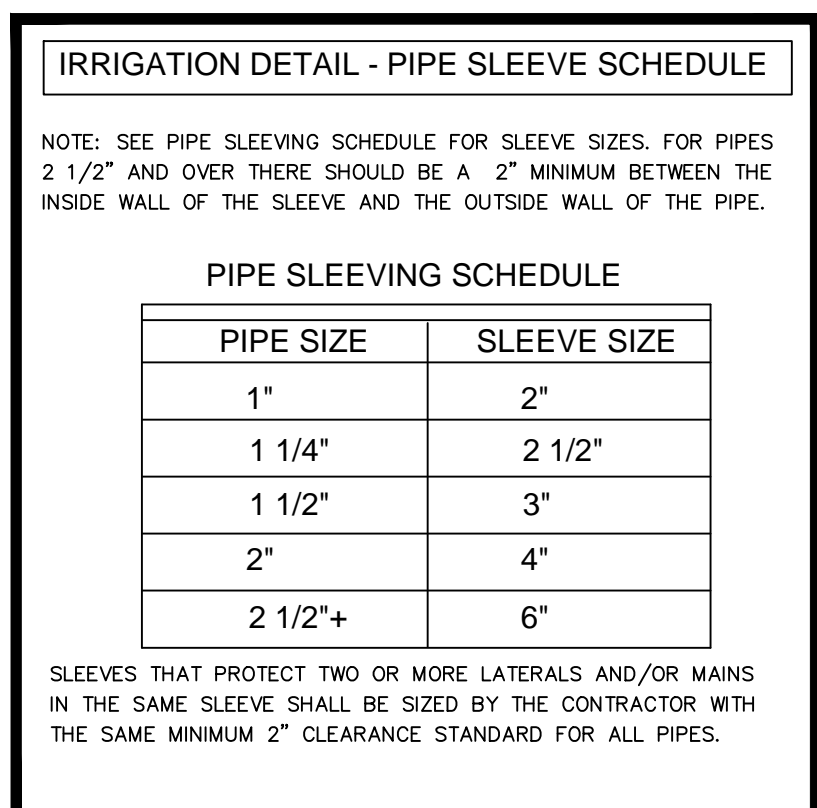 IRRIGATION DETAIL - PIPE SLEEVE SCHEDULE
NOTE: SEE PIPE SLEEVING SCHEDULE FOR SLEEVE SIZES. FOR PIPES
2 1/2" AND OVER THERE SHOULD BE A 2" MINIMUM BETWEEN THE
INSIDE WALL OF THE SLEEVE AND THE OUTSIDE WALL OF THE PIPE.
PIPE SLEEVING SCHEDULE
PIPE SIZE SLEEVE SIZE
1" 2"
1 1/4" 2 1/2"
1 1/2" 3"
2" 4"
2 1/2"+ 6"
SLEEVES THAT PROTECT TWO OR MORE LATERALS AND/OR MAINS
IN THE SAME SLEEVE SHALL BE SIZED BY THE CONTRACTOR WITH
THE SAME MINIMUM 2" CLEARANCE STANDARD FOR ALL PIPES.